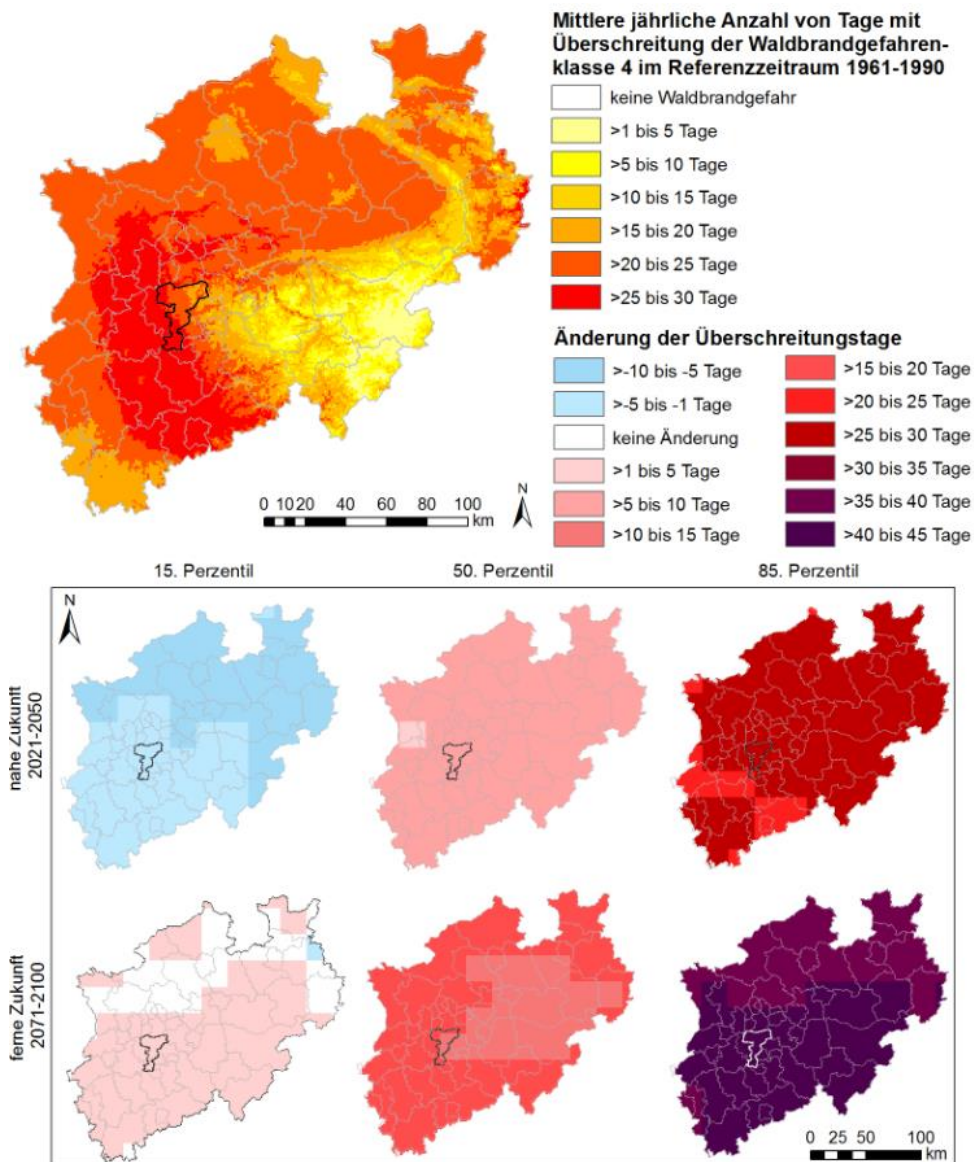 Mittlere jährliche Anzahl von Tage mit
Überschreitung der Waldbrandgefahren-
klasse 4 im Referenzzeitraum 1961-1990
keine Waldbrandgefahr
>1 bis 5 Tage
>5 bis 10 Tage
>10 bis 15 Tage
>15 bis 20 Tage
>20 bis 25 Tage
>25 bis 30 Tage
N
0 10 20 40 60 80 100
km
Änderung der Überschreitungstage
>-10 bis -5 Tage
>-5 bis -1 Tage
keine Änderung
>1 bis 5 Tage
>5 bis 10 Tage
>10 bis 15 Tage
>15 bis 20 Tage
>20 bis 25 Tage
>25 bis 30 Tage
>30 bis 35 Tage
>35 bis 40 Tage
>40 bis 45 Tage
15. Perzentil
50. Perzentil
85. Perzentil
N
nahe Zukunft
2021-2050
ferne Zukunft
2071-2100
0 25 50 100
km